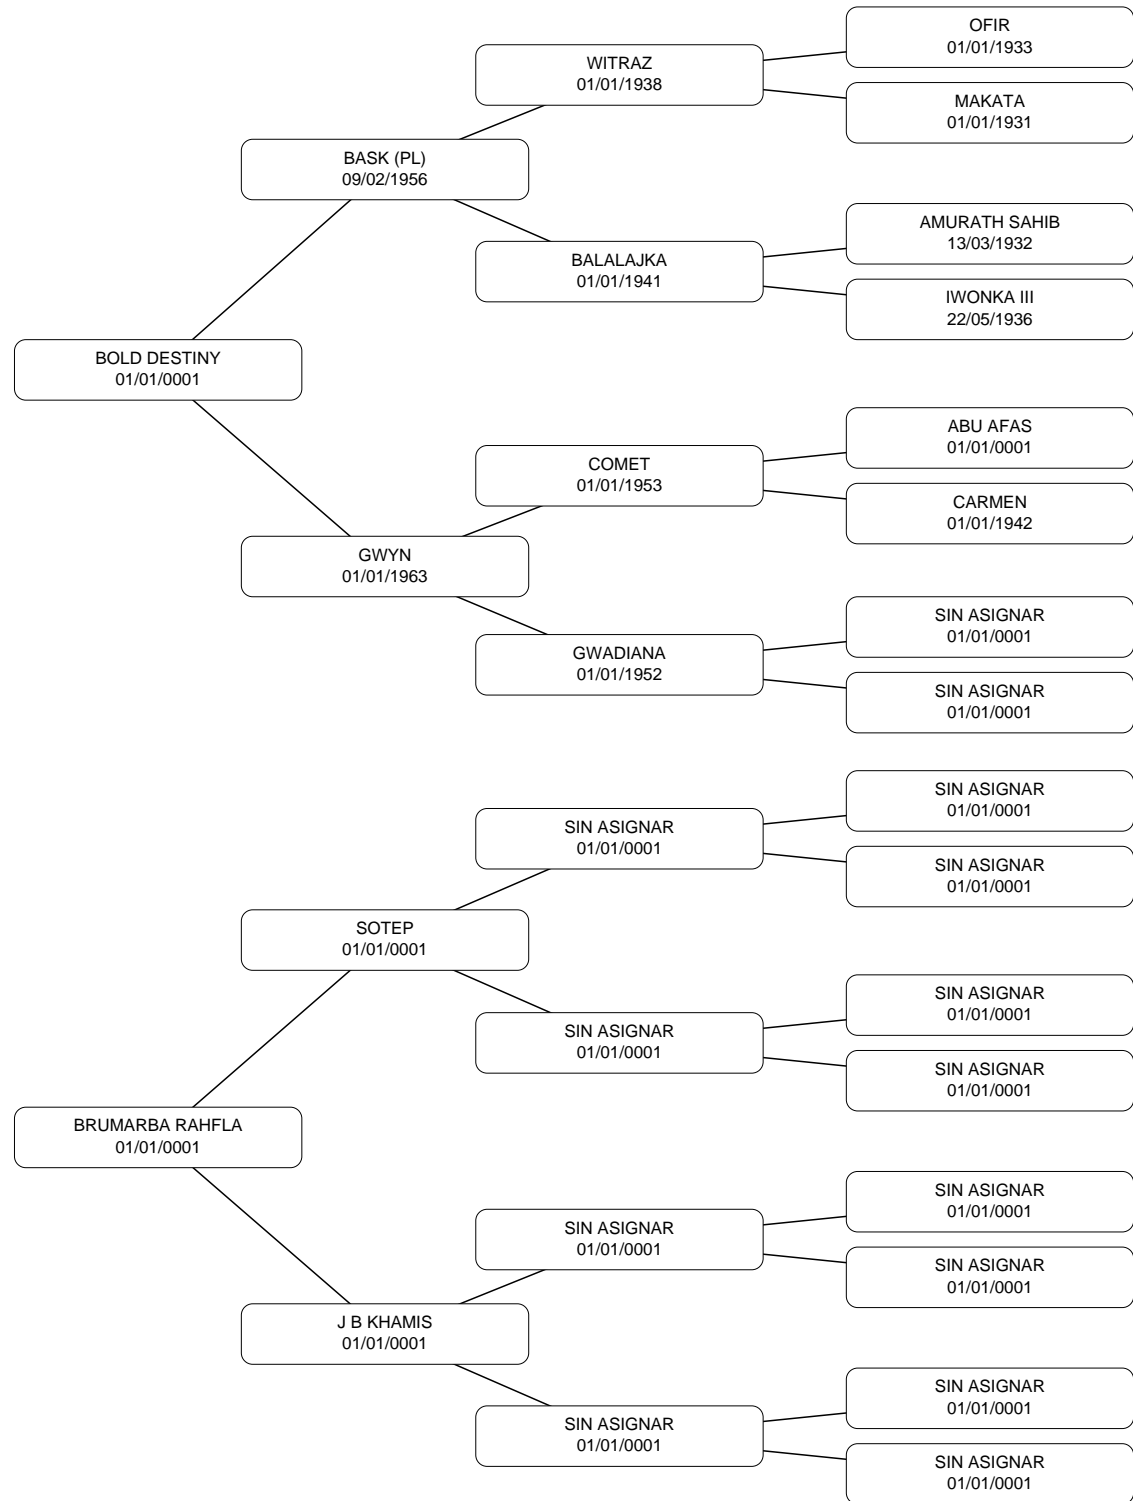 OFIR
01/01/1933
WITRAZ
01/01/1938
MAKATA
01/01/1931
BASK (PL)
09/02/1956
AMURATH SAHIB
13/03/1932
BALALAJKA
01/01/1941
IWONKA III
22/05/1936
BOLD DESTINY
01/01/0001
ABU AFAS
01/01/0001
COMET
01/01/1953
CARMEN
01/01/1942
GWYN
01/01/1963
SIN ASIGNAR
01/01/0001
GWADIANA
01/01/1952
SIN ASIGNAR
01/01/0001
SIN ASIGNAR
01/01/0001
SIN ASIGNAR
01/01/0001
SIN ASIGNAR
01/01/0001
SOTEP
01/01/0001
SIN ASIGNAR
01/01/0001
SIN ASIGNAR
01/01/0001
SIN ASIGNAR
01/01/0001
BRUMARBA RAHFLA
01/01/0001
SIN ASIGNAR
01/01/0001
SIN ASIGNAR
01/01/0001
SIN ASIGNAR
01/01/0001
J B KHAMIS
01/01/0001
SIN ASIGNAR
01/01/0001
SIN ASIGNAR
01/01/0001
SIN ASIGNAR
01/01/0001